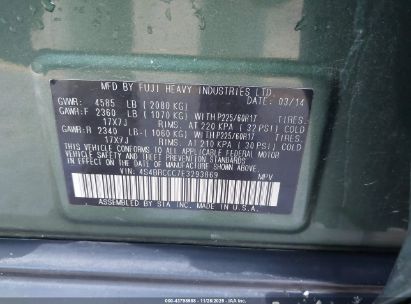 MFD BY FUJI HEAVY INDUSTRIES LTD.
DATE: 03/14
GVWR: 4585 LB (2080 KG)
GAWR:F 2360 LB (1070 KG) WITH P225/60R17
17X7J RIMS, AT 220 KPA (32 PSI) COLD
GAWR:R 2340 LB (1060 KG) WITH P225/60R17
17X7J RIMS, AT 210 KPA (30 PSI) COLD
THIS VEHICLE CONFORMS TO ALL APPLICABLE FEDERAL MOTOR
VEHICLE SAFETY AND THEFT PREVENTION STANDARDS
IN EFFECT ON THE DATE OF MANUFACTURE SHOWN ABOVE.
VIN: 4S4BRCCC7E3293869 MPV
ASSEMBLED BY SIA INC. MADE IN U.S.A.